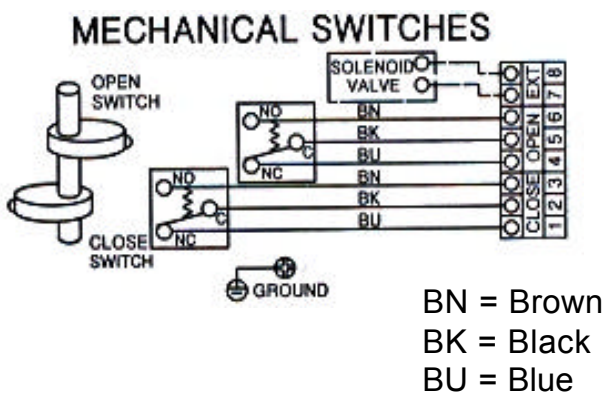 MECHANICAL SWITCHES
OPEN
SWITCH
SOLENOID
VALVE
EXT 8
7
NO
BN
OPEN 6
BK
5
C
BU
4
NC
NO
BN
CLOSE 3
BK
2
C
BU
1
NC
CLOSE
SWITCH
GROUND
BN = Brown
BK = Black
BU = Blue